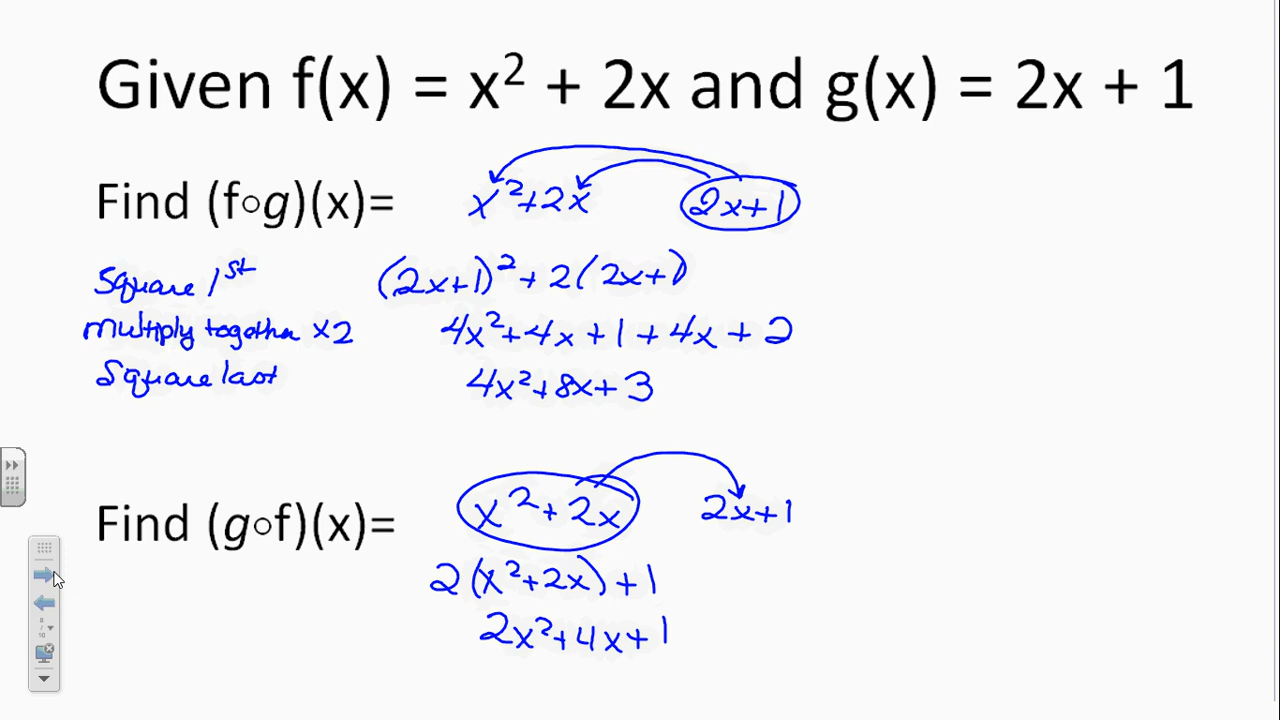 Given f(x) = x² + 2x and g(x) = 2x + 1
Find (f∘g)(x)= x²+2x 2x+1
Square 1st (2x+1)²+2(2x+1)
multiply together x2 4x²+4x+1+4x+2
Square last 4x²+8x+3
Find (g∘f)(x)= x²+2x 2x+1
2(x²+2x)+1
2x²+4x+1
8
/
10